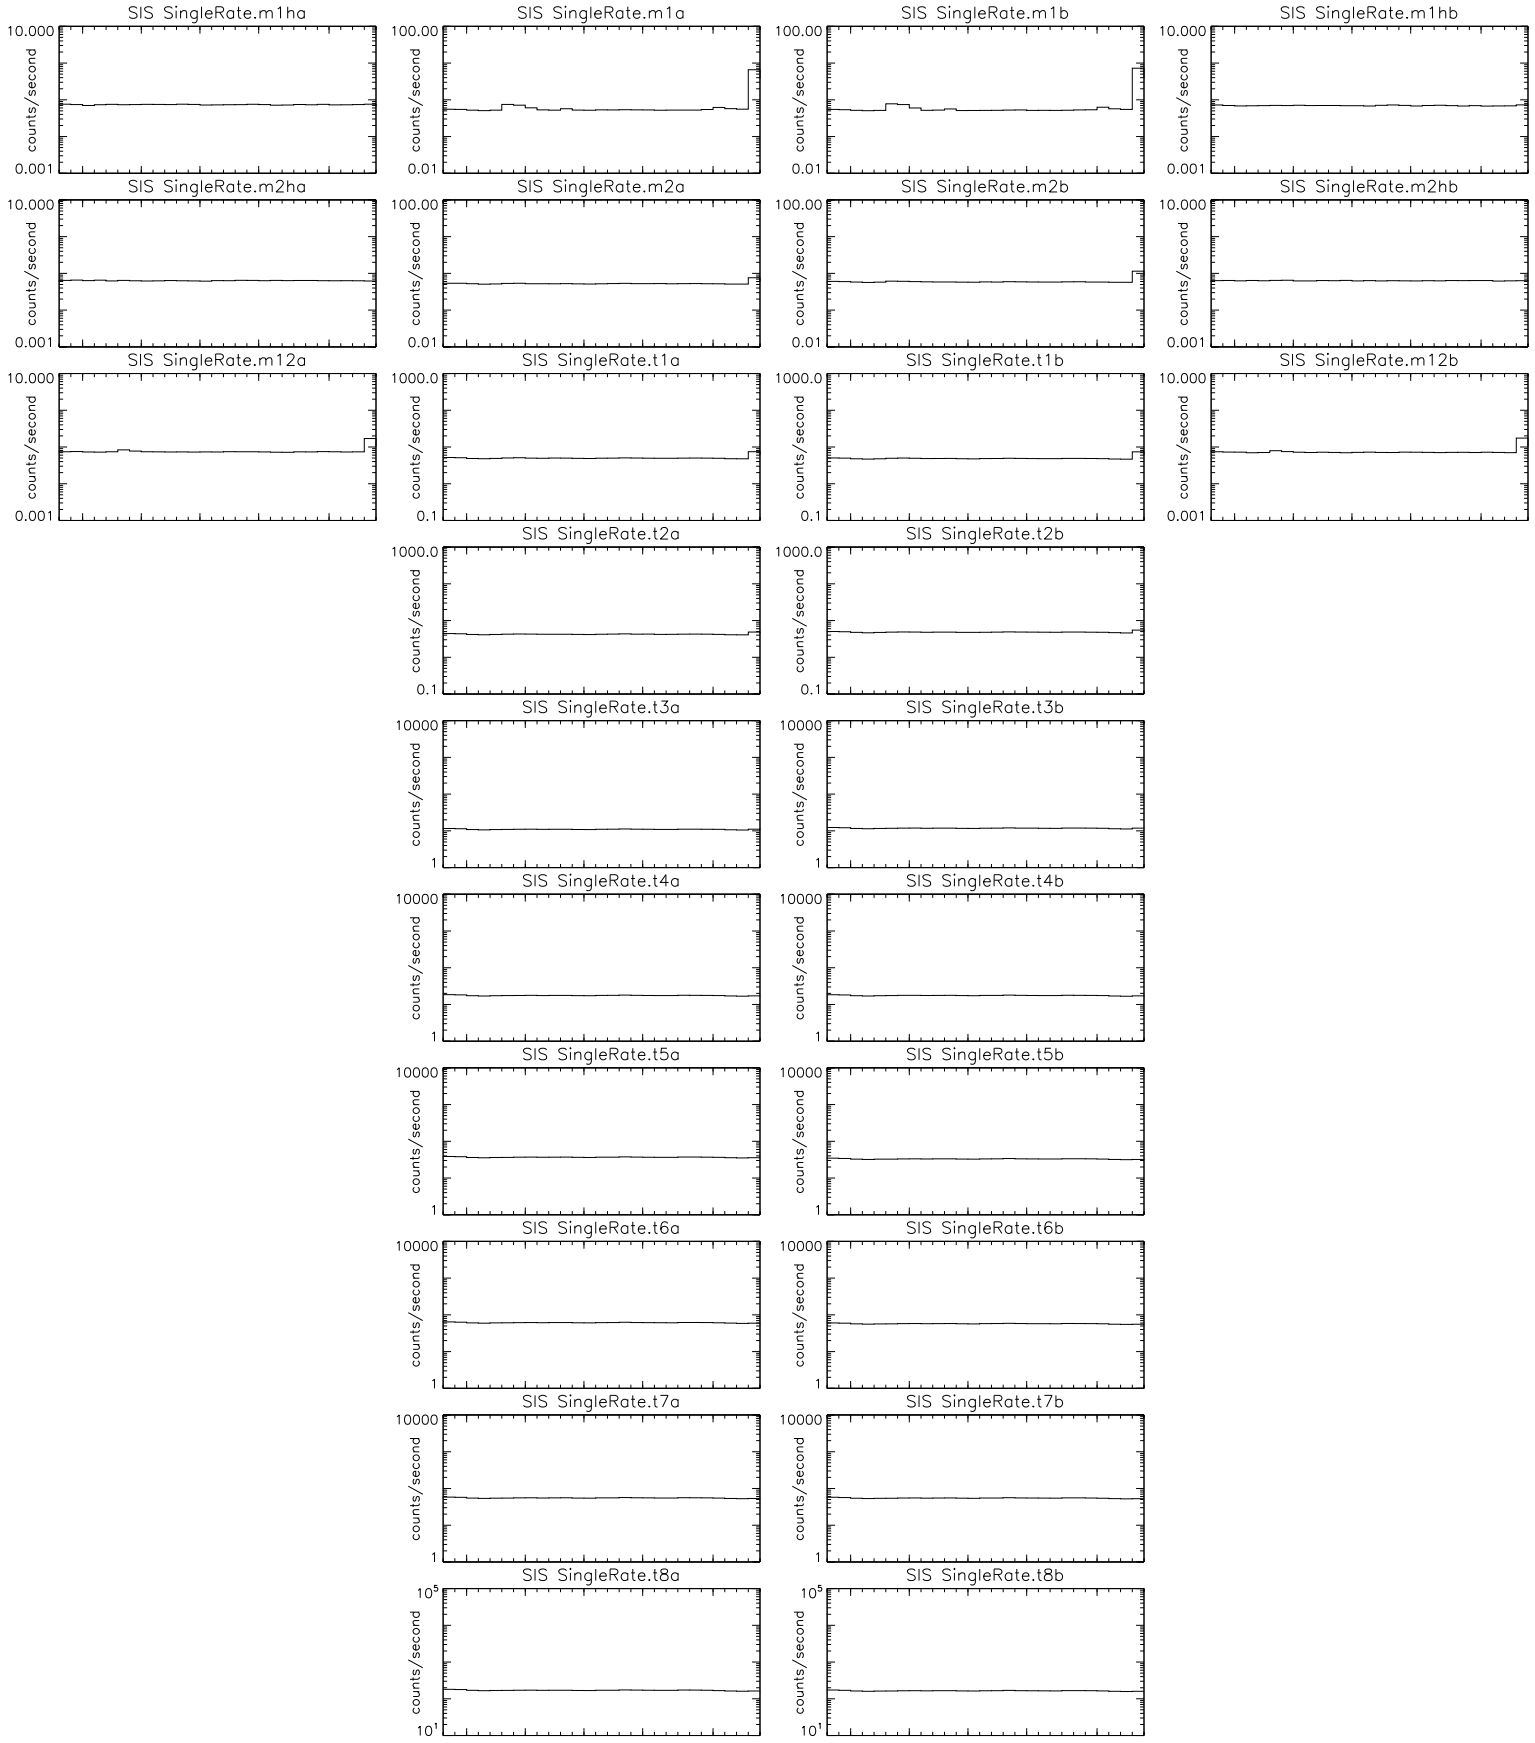 SIS SingleRate.m1ha
10.000
counts/second
0.001
SIS SingleRate.m1a
100.00
counts/second
0.01
SIS SingleRate.m1b
100.00
counts/second
0.01
SIS SingleRate.m1hb
10.000
counts/second
0.001
SIS SingleRate.m2ha
10.000
counts/second
0.001
SIS SingleRate.m2a
100.00
counts/second
0.01
SIS SingleRate.m2b
100.00
counts/second
0.01
SIS SingleRate.m2hb
10.000
counts/second
0.001
SIS SingleRate.m12a
10.000
counts/second
0.001
SIS SingleRate.t1a
1000.0
counts/second
0.1
SIS SingleRate.t1b
1000.0
counts/second
0.1
SIS SingleRate.m12b
10.000
counts/second
0.001
SIS SingleRate.t2a
1000.0
counts/second
0.1
SIS SingleRate.t2b
1000.0
counts/second
0.1
SIS SingleRate.t3a
10000
counts/second
1
SIS SingleRate.t3b
10000
counts/second
1
SIS SingleRate.t4a
10000
counts/second
1
SIS SingleRate.t4b
10000
counts/second
1
SIS SingleRate.t5a
10000
counts/second
1
SIS SingleRate.t5b
10000
counts/second
1
SIS SingleRate.t6a
10000
counts/second
1
SIS SingleRate.t6b
10000
counts/second
1
SIS SingleRate.t7a
10000
counts/second
1
SIS SingleRate.t7b
10000
counts/second
1
SIS SingleRate.t8a
10⁵
counts/second
10¹
SIS SingleRate.t8b
10⁵
counts/second
10¹